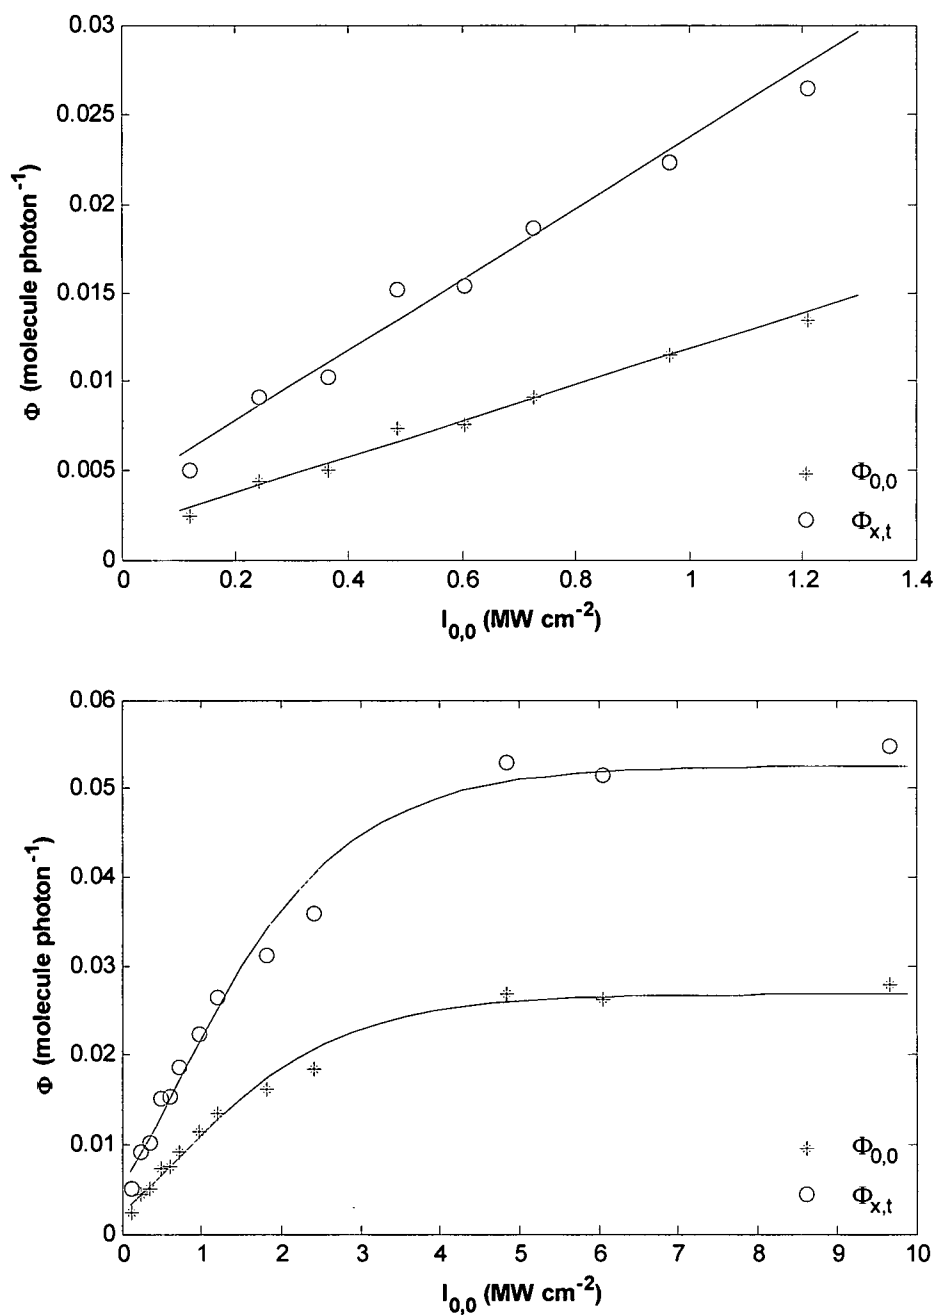 0.03
0.025
0.02
0.015
0.01
0.005
0
Φ (molecule photon⁻¹)
0 0.2 0.4 0.6 0.8 1 1.2 1.4
I₀,₀ (MW cm⁻²)
Φ₀,₀
Φx,t
0.06
0.05
0.04
0.03
0.02
0.01
0
Φ (molecule photon⁻¹)
0 1 2 3 4 5 6 7 8 9 10
I₀,₀ (MW cm⁻²)
Φ₀,₀
Φx,t